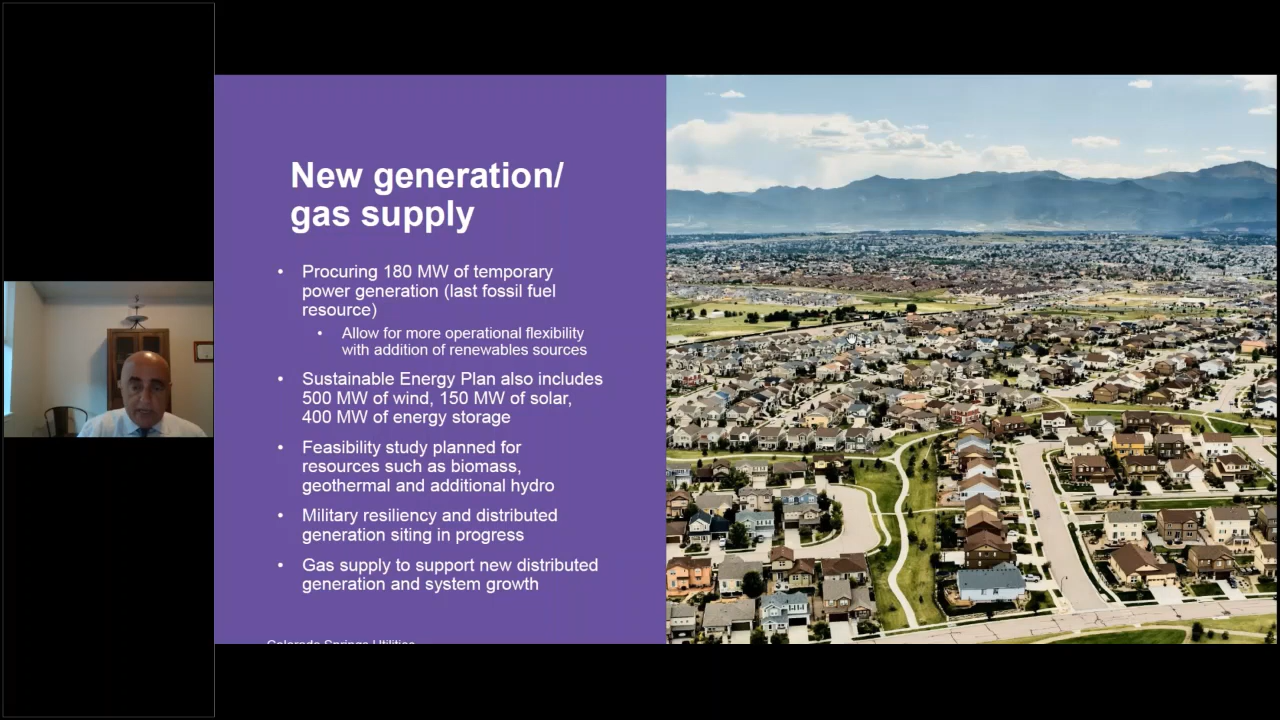 New generation/
gas supply
• Procuring 180 MW of temporary
power generation (last fossil fuel
resource)
• Allow for more operational flexibility
with addition of renewables sources
• Sustainable Energy Plan also includes
500 MW of wind, 150 MW of solar,
400 MW of energy storage
• Feasibility study planned for
resources such as biomass,
geothermal and additional hydro
• Military resiliency and distributed
generation siting in progress
• Gas supply to support new distributed
generation and system growth
Colorado Springs Utilities